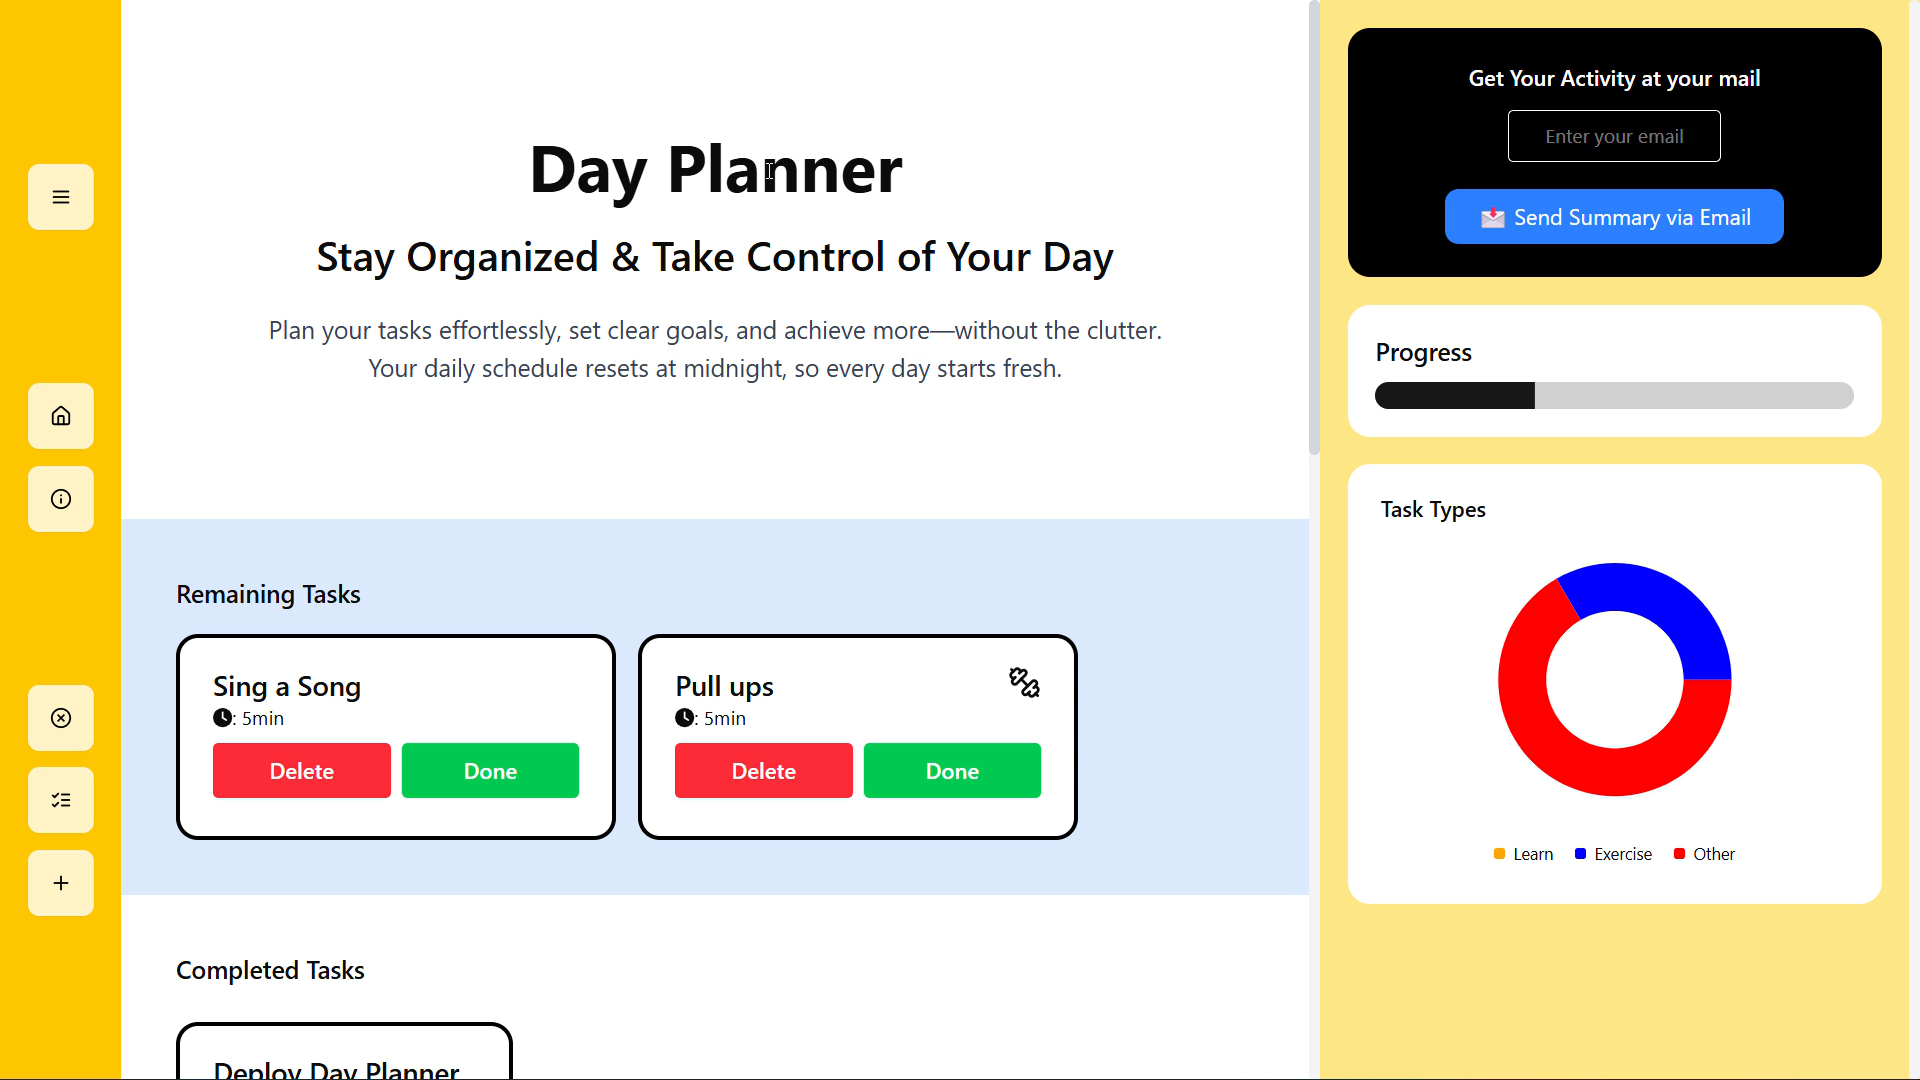 Day Planner
Stay Organized & Take Control of Your Day
Plan your tasks effortlessly, set clear goals, and achieve more—without the clutter.
Your daily schedule resets at midnight, so every day starts fresh.
Remaining Tasks
Sing a Song
: 5min
Delete
Done
Pull ups
: 5min
Delete
Done
Completed Tasks
Deploy Day Planner
Get Your Activity at your mail
Enter your email
Send Summary via Email
Progress
Task Types
Learn
Exercise
Other